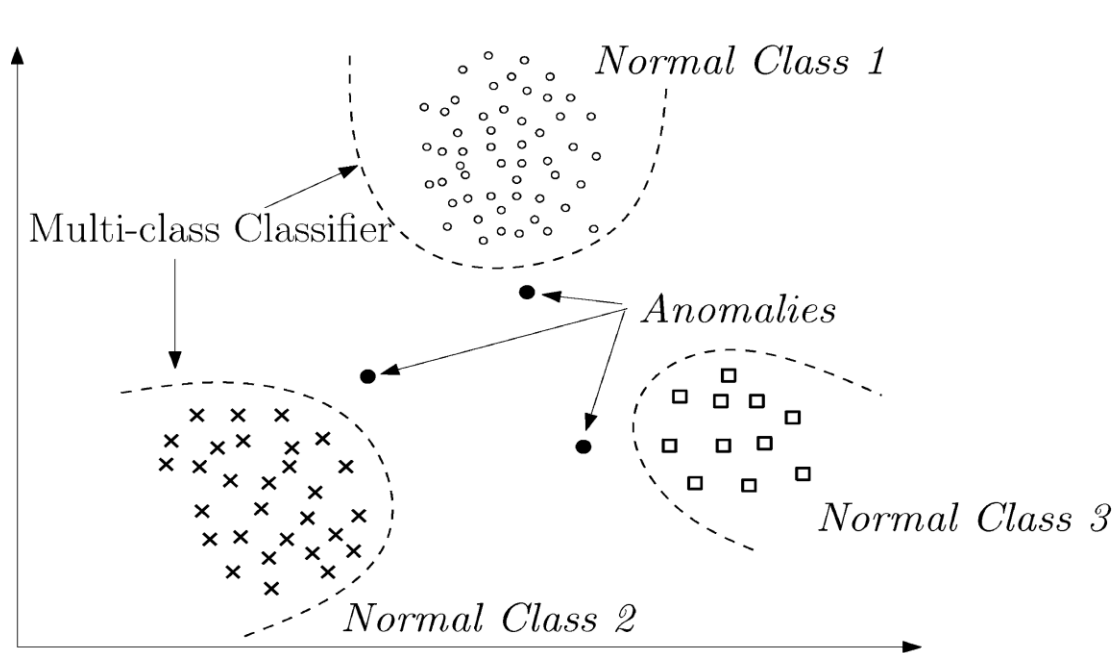 Normal Class 1
Multi-class Classifier
Anomalies
Normal Class 3
Normal Class 2